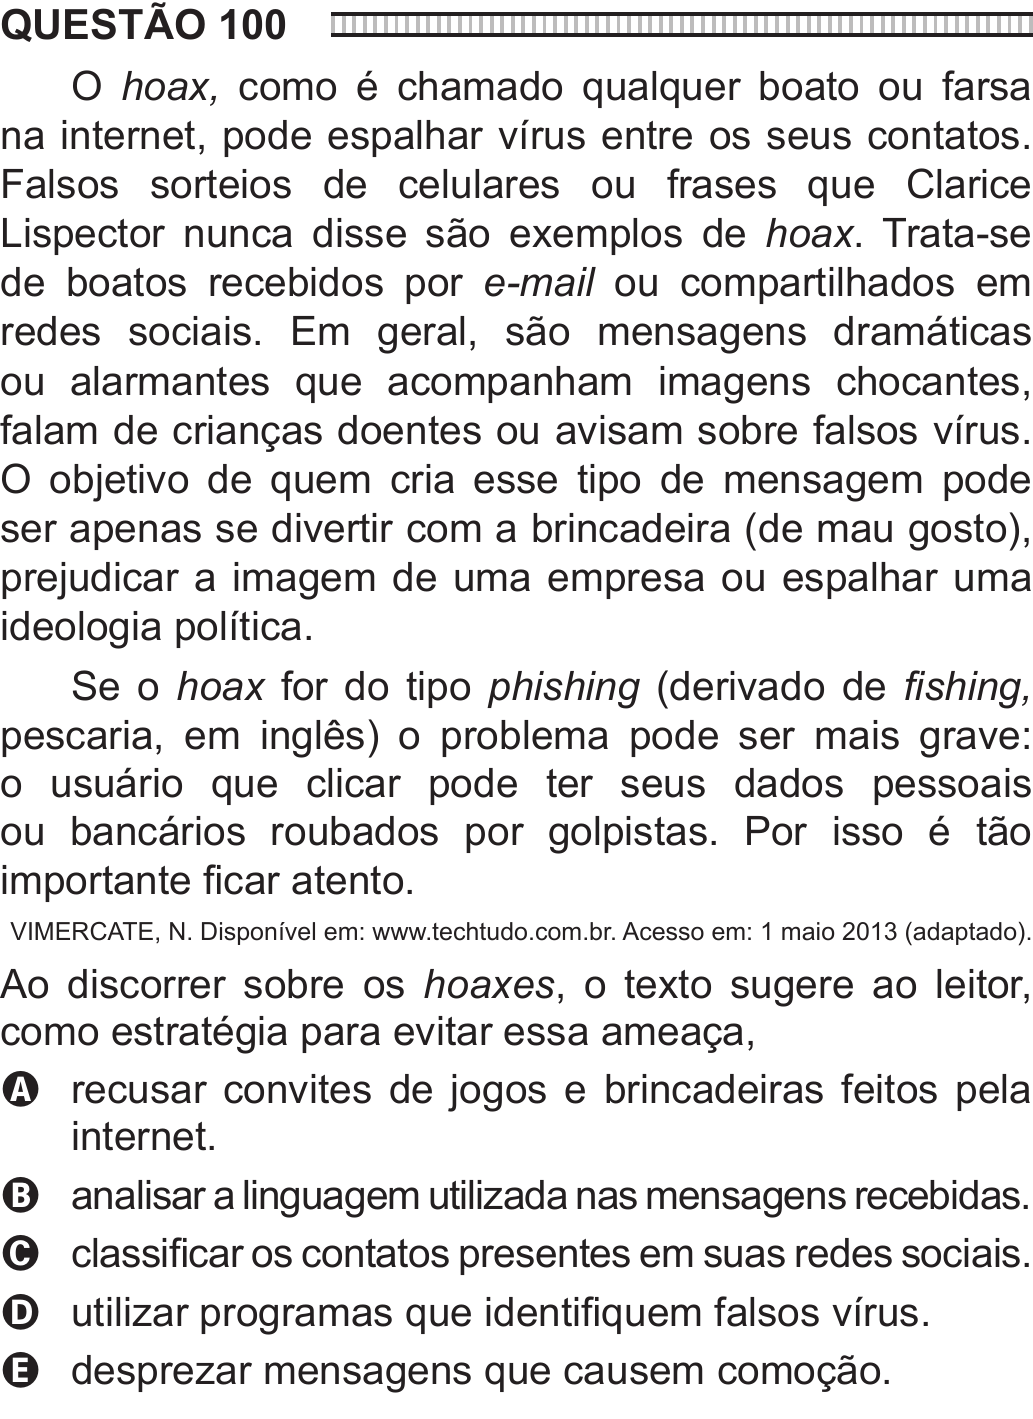 QUESTÃO 100
O hoax, como é chamado qualquer boato ou farsa
na internet, pode espalhar vírus entre os seus contatos.
Falsos sorteios de celulares ou frases que Clarice
Lispector nunca disse são exemplos de hoax. Trata-se
de boatos recebidos por e-mail ou compartilhados em
redes sociais. Em geral, são mensagens dramáticas
ou alarmantes que acompanham imagens chocantes,
falam de crianças doentes ou avisam sobre falsos vírus.
O objetivo de quem cria esse tipo de mensagem pode
ser apenas se divertir com a brincadeira (de mau gosto),
prejudicar a imagem de uma empresa ou espalhar uma
ideologia política.
Se o hoax for do tipo phishing (derivado de fishing,
pescaria, em inglês) o problema pode ser mais grave:
o usuário que clicar pode ter seus dados pessoais
ou bancários roubados por golpistas. Por isso é tão
importante ficar atento.
VIMERCATE, N. Disponível em: www.techtudo.com.br. Acesso em: 1 maio 2013 (adaptado).
Ao discorrer sobre os hoaxes, o texto sugere ao leitor,
como estratégia para evitar essa ameaça,
A recusar convites de jogos e brincadeiras feitos pela
internet.
B analisar a linguagem utilizada nas mensagens recebidas.
C classificar os contatos presentes em suas redes sociais.
D utilizar programas que identifiquem falsos vírus.
E desprezar mensagens que causem comoção.